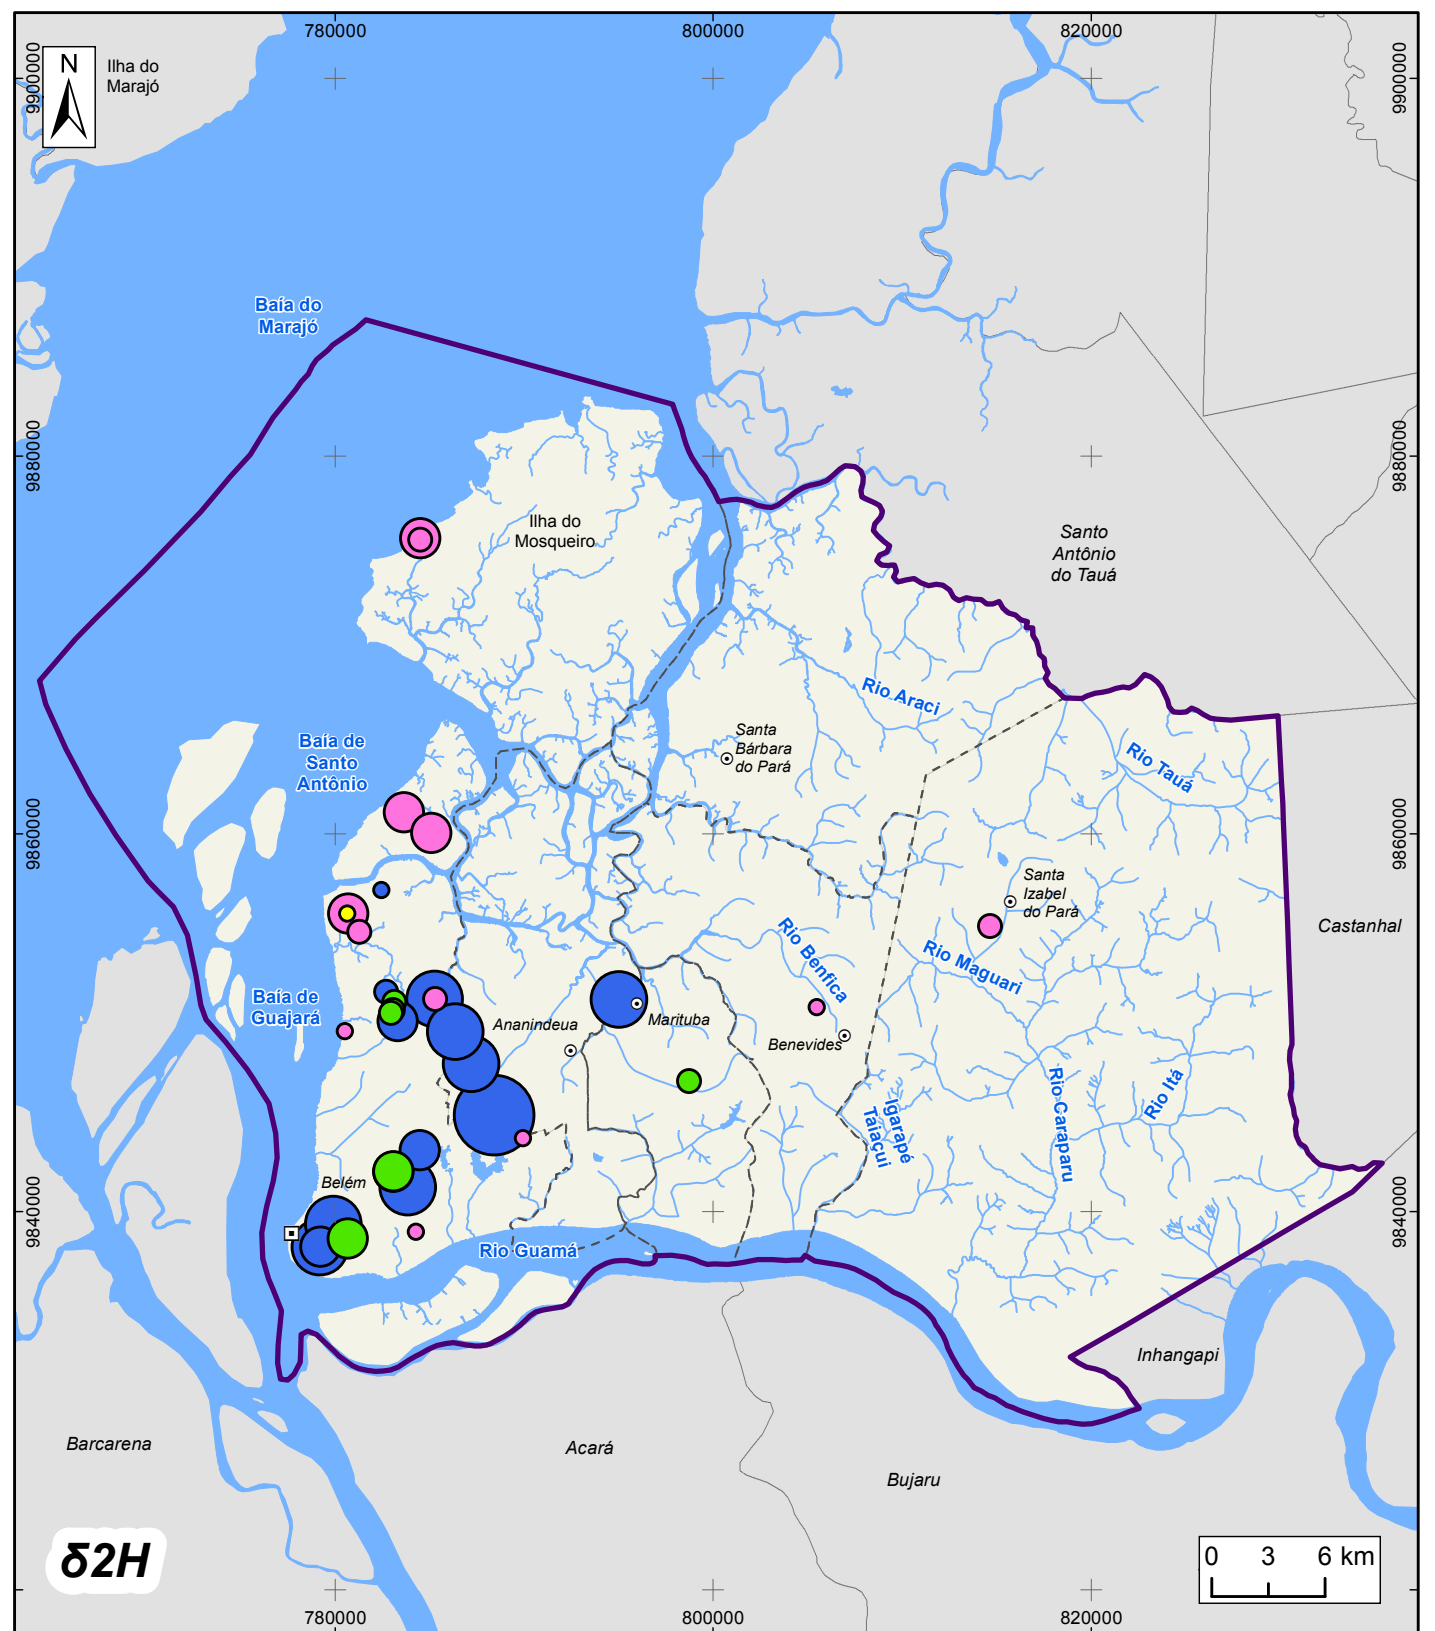 780000
800000
820000
9900000
9900000
N
Ilha do
Marajó
Baía do
Marajó
9880000
9880000
Ilha do
Mosqueiro
Santo
Antônio
do Tauá
Rio Araci
Santa
Bárbara
do Pará
Baía de
Santo
Antônio
Rio Tauá
9860000
9860000
Santa
Izabel
do Pará
Castanhal
Rio Benfica
Rio Maguari
Baía de
Guajará
Ananindeua
Marituba
Benevides
Igarapé
Taiaçui
Rio Caraparu
Rio Itá
Belém
9840000
9840000
Rio Guamá
Inhangapi
Barcarena
Acará
Bujaru
δ2H
0 3 6 km
780000
800000
820000